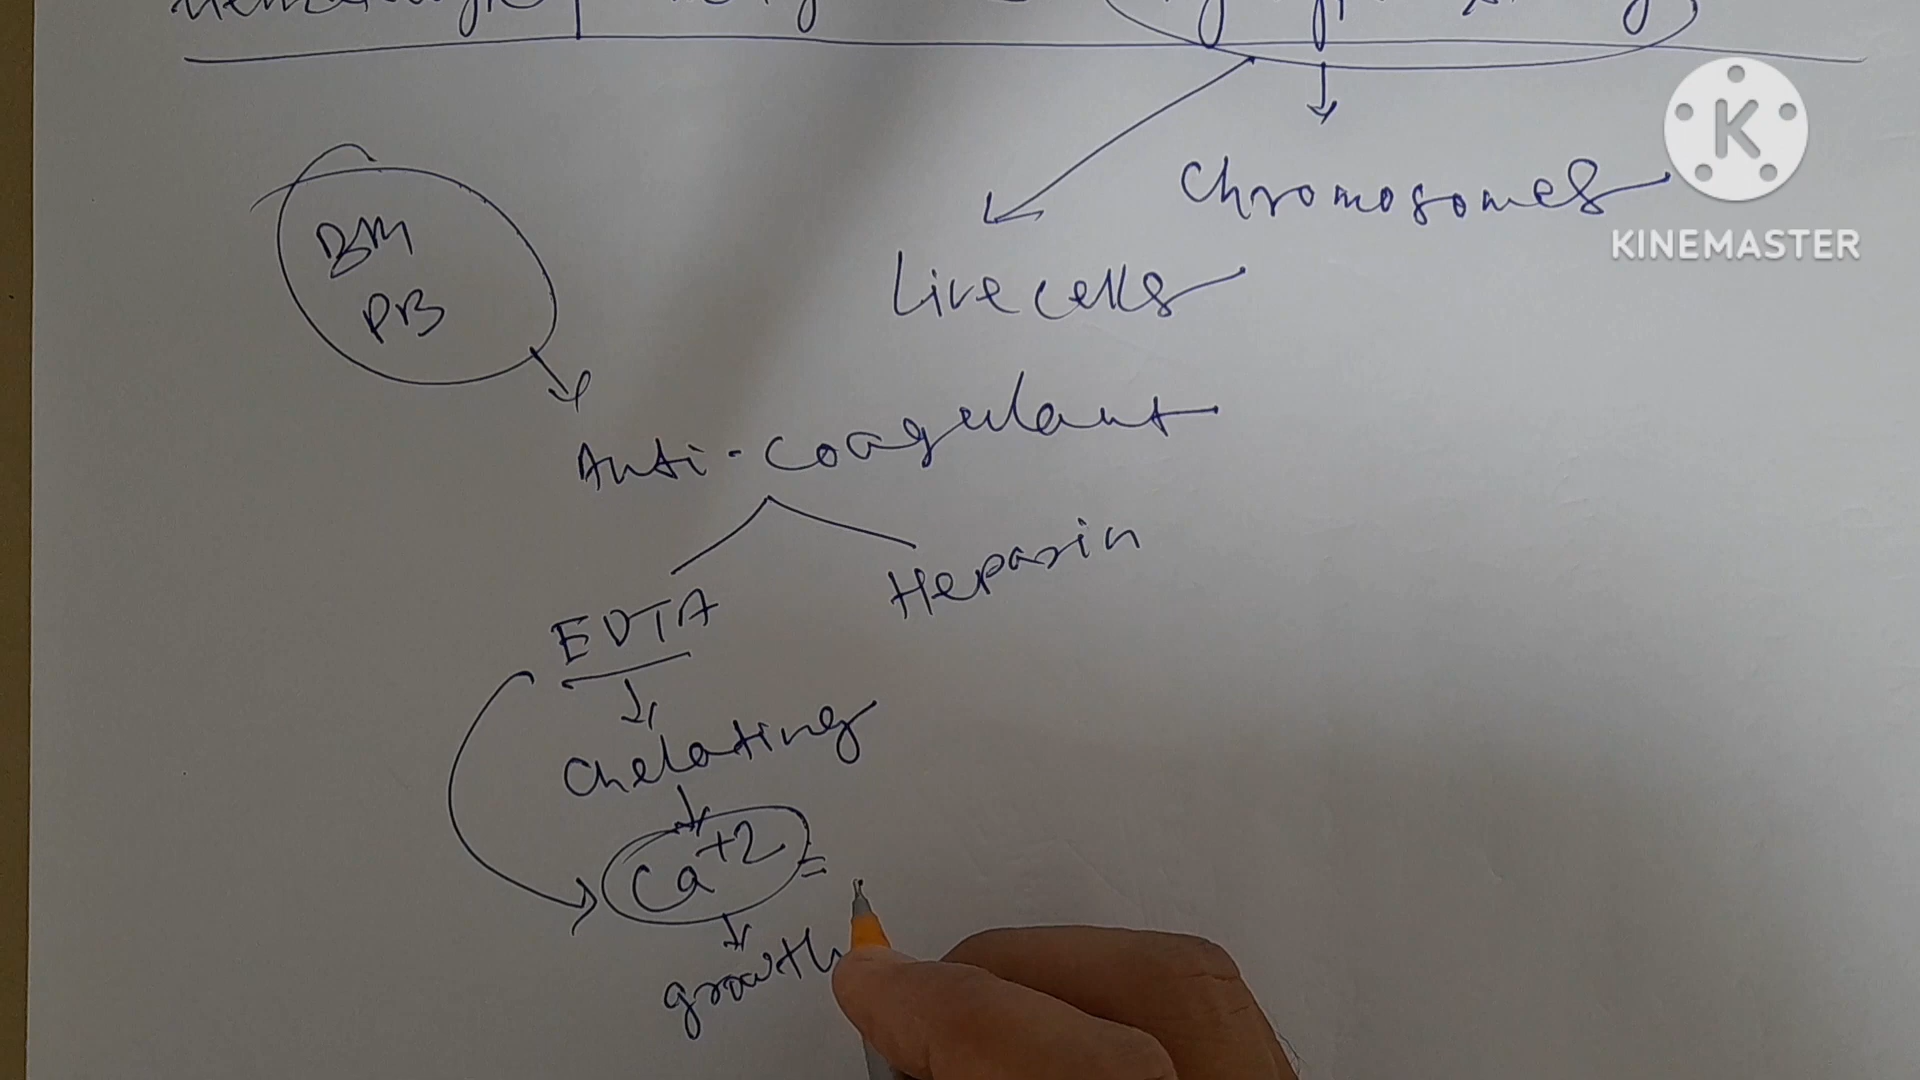 Chromosomes
KINEMASTER
BM
PB
Live cells
Anti-coagulant
EDTA
Heparin
Chelating
Ca+2 =
growth